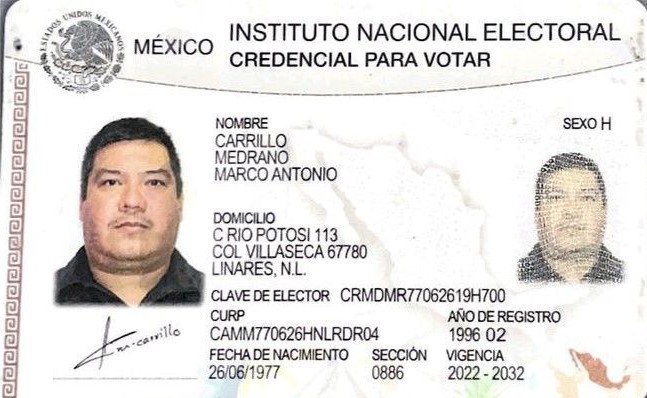 ESTADOS UNIDOS MEXICANOS
MÉXICO
INSTITUTO NACIONAL ELECTORAL
CREDENCIAL PARA VOTAR
NOMBRE
SEXO H
CARRILLO
MEDRANO
MARCO ANTONIO
DOMICILIO
C RIO POTOSI 113
COL VILLASECA 67780
LINARES, N.L.
CLAVE DE ELECTOR CRMDMR77062619H700
CURP
AÑO DE REGISTRO
CAMM770626HNLRDR04
1996 02
FECHA DE NACIMIENTO SECCIÓN VIGENCIA
26/06/1977 0886 2022 - 2032
m. carrillo